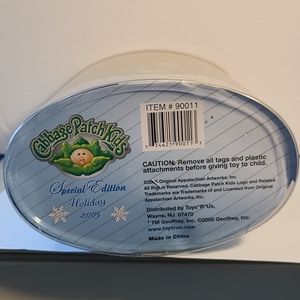 ITEM # 90011
Cabbage Patch Kids
Special Edition
Holiday
2005
CAUTION: Remove all tags and plastic
attachments before giving toy to child.
Original Appalachian Artworks, Inc.
All Rights Reserved. Cabbage Patch Kids Logo and Related
Trademarks are Trademarks of and Licensed from Original
Appalachian Artworks, Inc.
Distributed by Toys"R"Us,
Wayne, NJ 07470
® * TM Geoffrey, Inc. ©2005 Geoffrey, Inc.
www.toysrus.com
Made in China